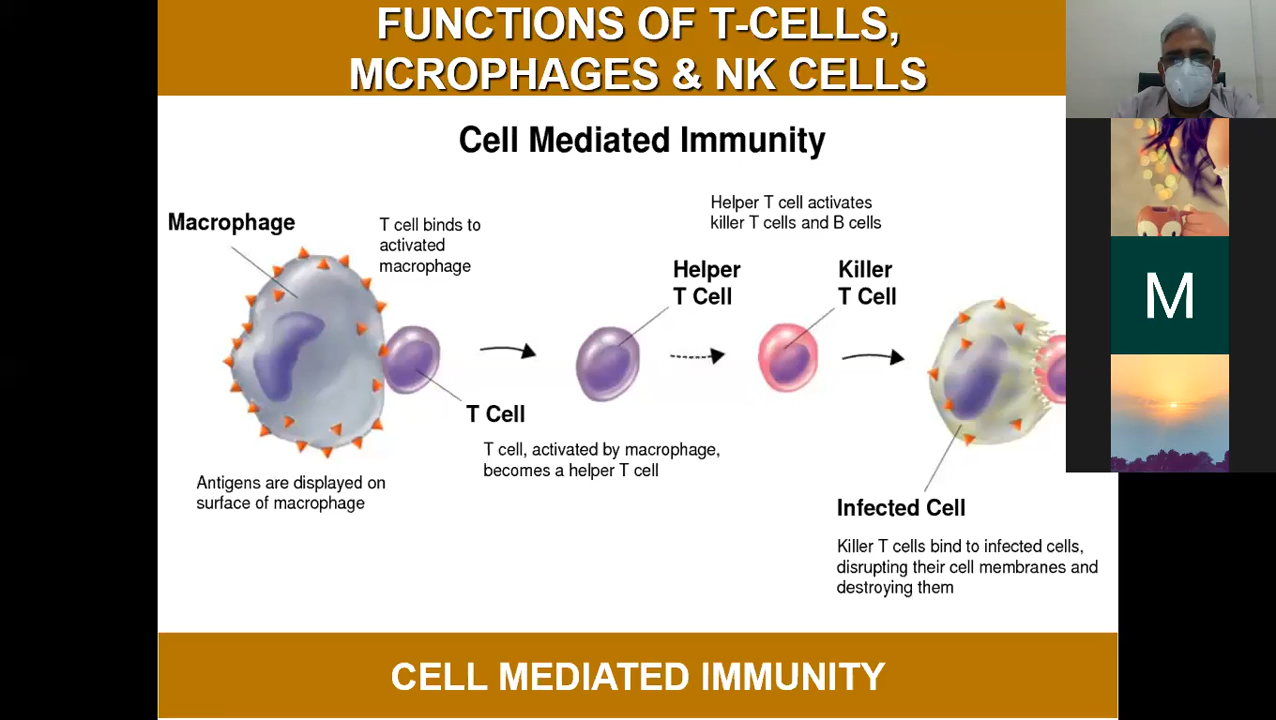 FUNCTIONS OF T-CELLS,
MCROPHAGES & NK CELLS
Cell Mediated Immunity
Macrophage
T cell binds to
activated
macrophage
Helper T cell activates
killer T cells and B cells
Helper
T Cell
Killer
T Cell
M
T Cell
T cell, activated by macrophage,
becomes a helper T cell
Antigens are displayed on
surface of macrophage
Infected Cell
Killer T cells bind to infected cells,
disrupting their cell membranes and
destroying them
CELL MEDIATED IMMUNITY